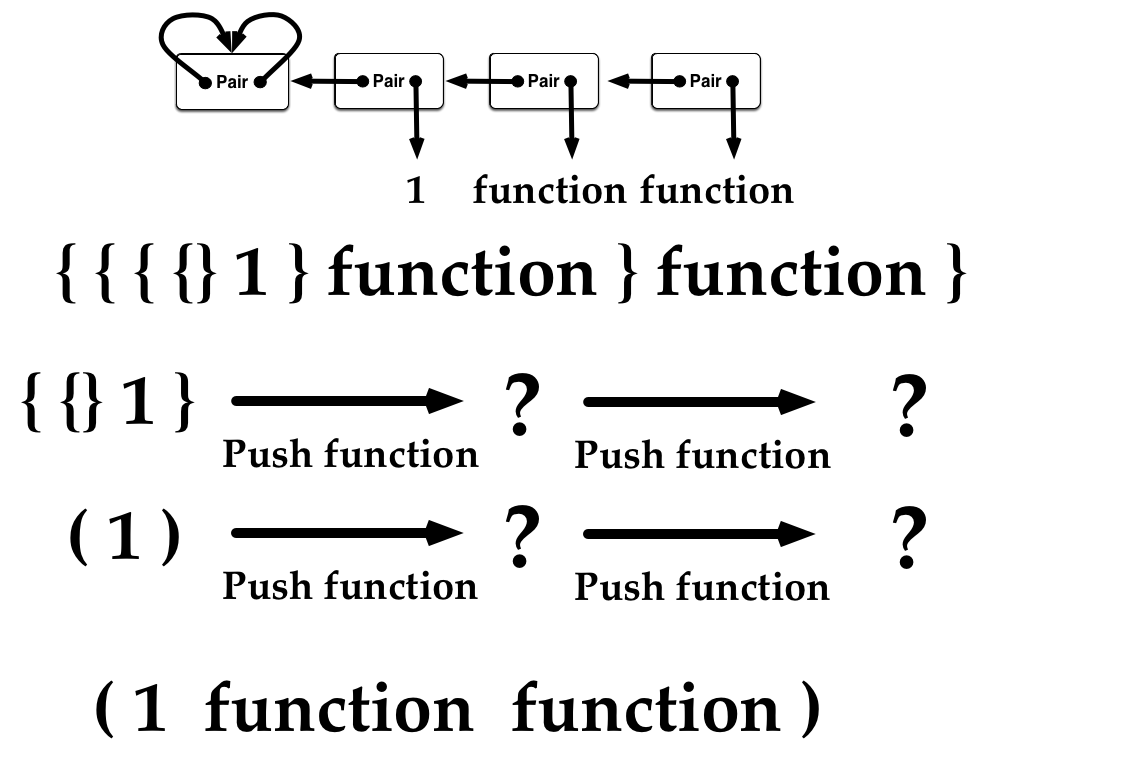 Pair Pair Pair Pair
1 function function
{ { { {} 1 } function } function }
{ {} 1 } ? ?
Push function Push function
( 1 ) ? ?
Push function Push function
( 1 function function )